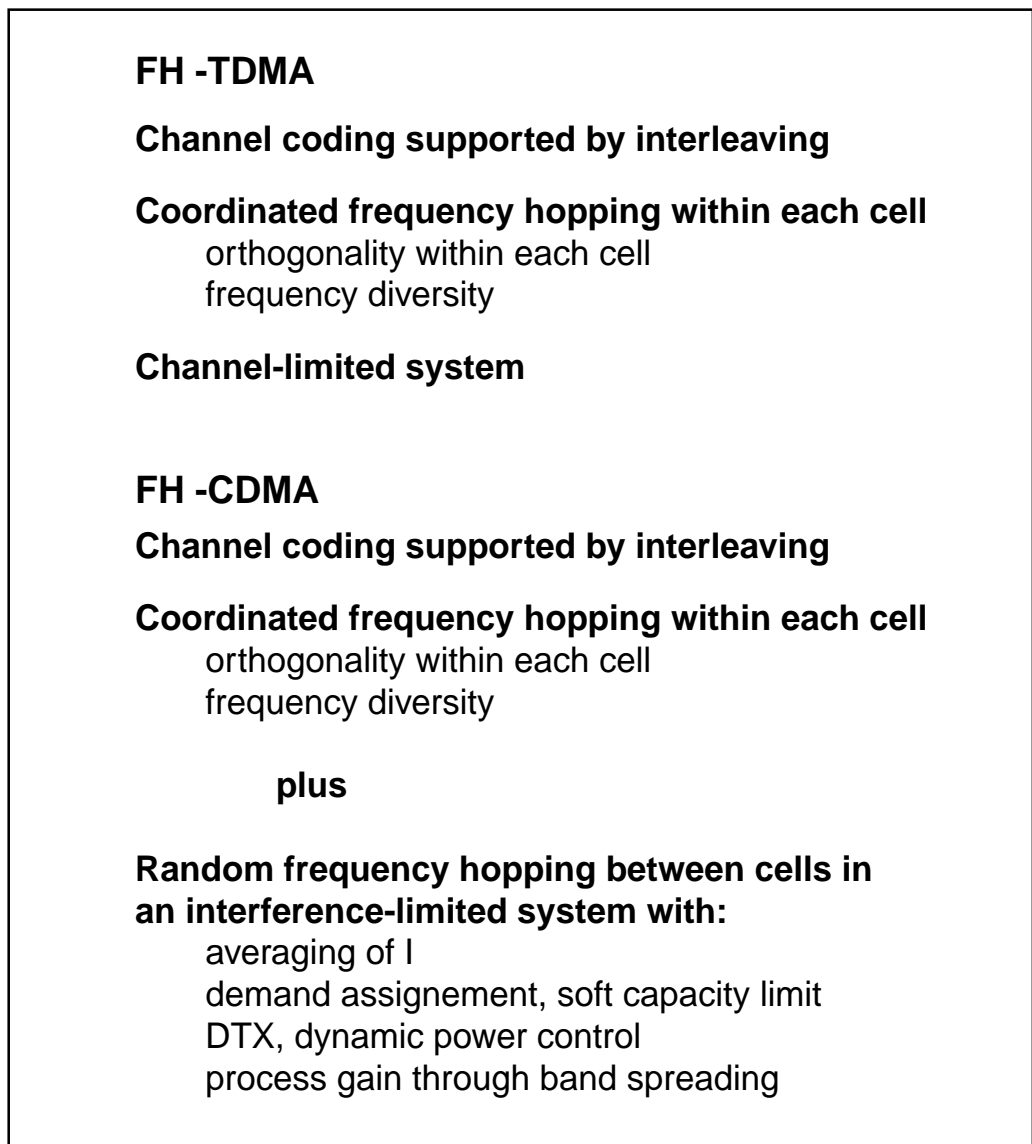 FH -TDMA
Channel coding supported by interleaving
Coordinated frequency hopping within each cell
orthogonality within each cell
frequency diversity
Channel-limited system
FH -CDMA
Channel coding supported by interleaving
Coordinated frequency hopping within each cell
orthogonality within each cell
frequency diversity
plus
Random frequency hopping between cells in
an interference-limited system with:
averaging of I
demand assignement, soft capacity limit
DTX, dynamic power control
process gain through band spreading